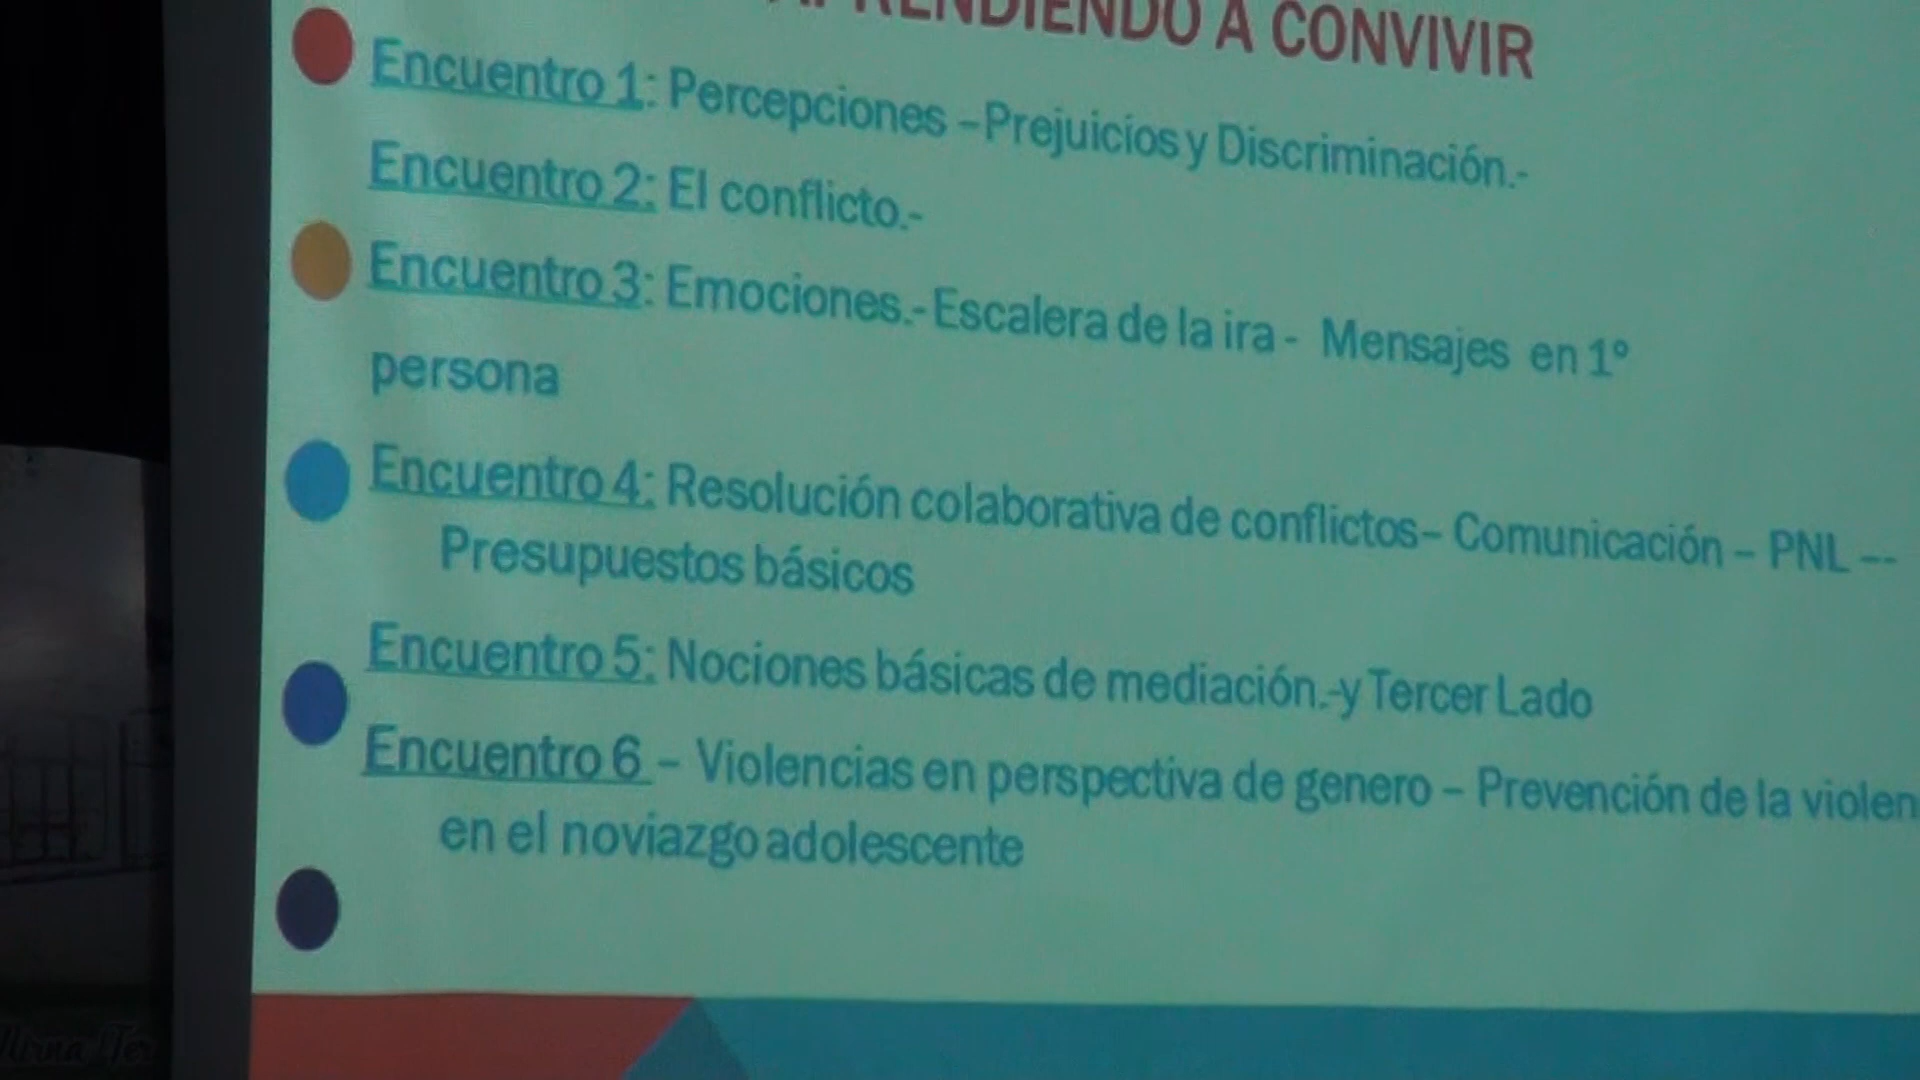 APRENDIENDO A CONVIVIR
Encuentro 1: Percepciones –Prejuicios y Discriminación.-
Encuentro 2: El conflicto.-
Encuentro 3: Emociones.- Escalera de la ira - Mensajes en 1º
persona
Encuentro 4: Resolución colaborativa de conflictos– Comunicación – PNL –-
Presupuestos básicos
Encuentro 5: Nociones básicas de mediación.-y Tercer Lado
Encuentro 6 – Violencias en perspectiva de genero – Prevención de la violen
en el noviazgo adolescente